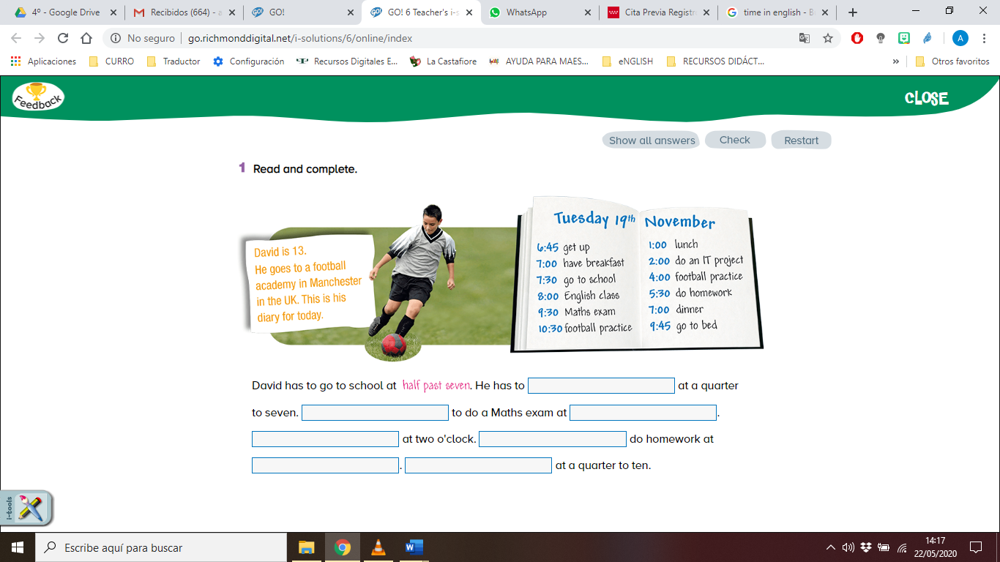 4º - Google Drive
Recibidos (664) - a
GO!
GO! 6 Teacher's i-s
WhatsApp
Cita Previa Registr
time in english - B
No seguro
go.richmonddigital.net/i-solutions/6/online/index
A
Aplicaciones
CURRO
Traductor
Configuración
Recursos Digitales E...
La Castafiore
AYUDA PARA MAES...
eNGLISH
RECURSOS DIDÁCT...
»
Otros favoritos
Feedback
CLOSE
Show all answers
Check
Restart
1 Read and complete.
David is 13.
He goes to a football
academy in Manchester
in the UK. This is his
diary for today.
Tuesday 19th November
6:45 get up
7:00 have breakfast
7:30 go to school
8:00 English class
9:30 Maths exam
10:30 football practice
1:00 lunch
2:00 do an IT project
4:00 football practice
5:30 do homework
7:00 dinner
9:45 go to bed
David has to go to school at half past seven. He has to at a quarter
to seven. to do a Maths exam at .
at two o'clock. do homework at
. at a quarter to ten.
i-tools
Escribe aquí para buscar
14:17
22/05/2020